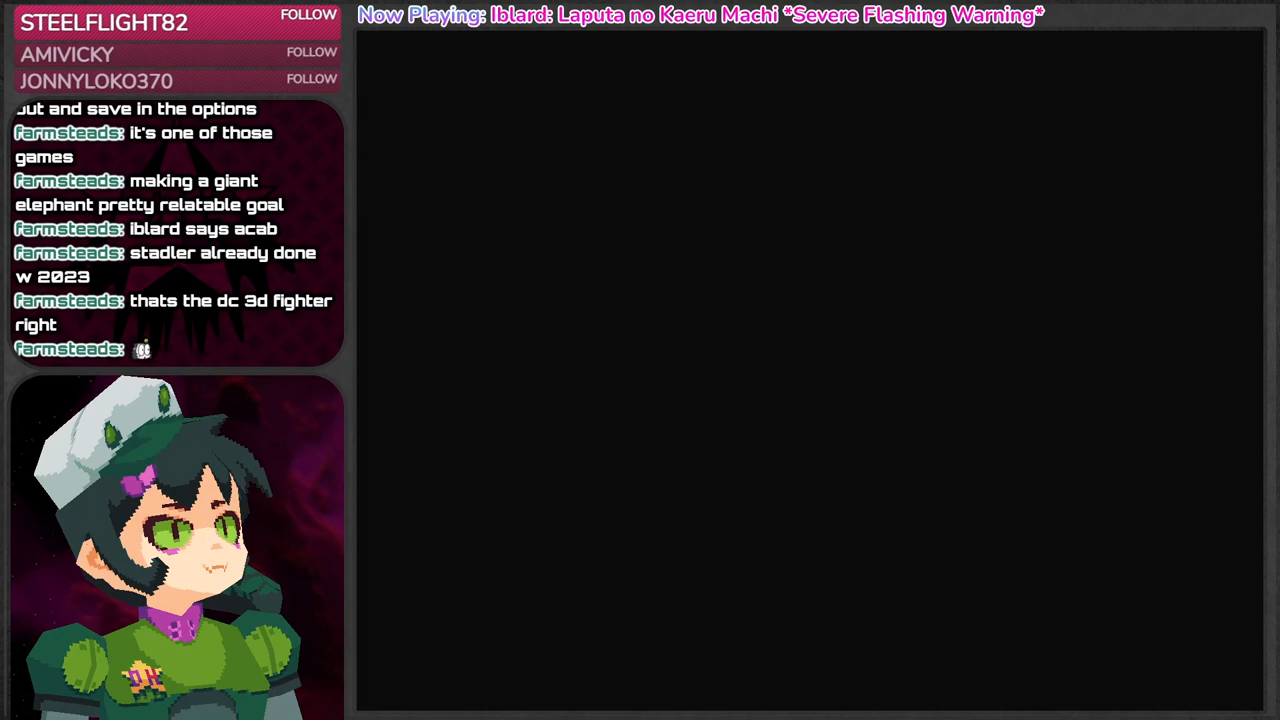 STEELFLIGHT82 FOLLOW
AMIVICKY FOLLOW
JONNYLOKO370 FOLLOW
Now Playing: Iblard: Laputa no Kaeru Machi *Severe Flashing Warning*
out and save in the options
farmsteads: it's one of those
games
farmsteads: making a giant
elephant pretty relatable goal
farmsteads: iblard says acab
farmsteads: stadler already done
w 2023
farmsteads: thats the dc 3d fighter
right
farmsteads: